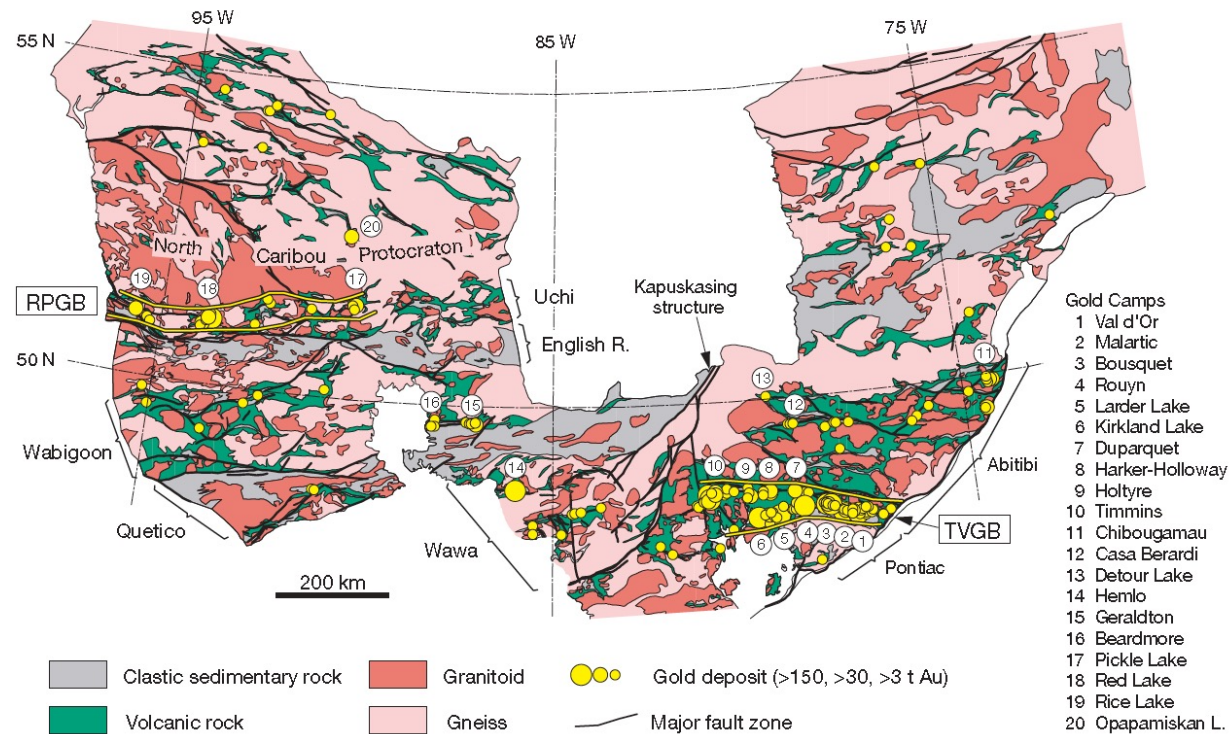 95 W
55 N
85 W
75 W
20
North
Caribou
Protocraton
19
18
17
RPGB
Uchi
Kapuskasing
structure
English R.
50 N
11
13
16
15
12
Wabigoon
14
10
9
8
7
Abitibi
Quetico
Wawa
6
5
4
3
2
1
TVGB
Pontiac
200 km
Gold Camps
1 Val d'Or
2 Malartic
3 Bousquet
4 Rouyn
5 Larder Lake
6 Kirkland Lake
7 Duparquet
8 Harker-Holloway
9 Holtyre
10 Timmins
11 Chibougamau
12 Casa Berardi
13 Detour Lake
14 Hemlo
15 Geraldton
16 Beardmore
17 Pickle Lake
18 Red Lake
19 Rice Lake
20 Opapamiskan L.
Clastic sedimentary rock
Granitoid
Gold deposit (>150, >30, >3 t Au)
Volcanic rock
Gneiss
Major fault zone